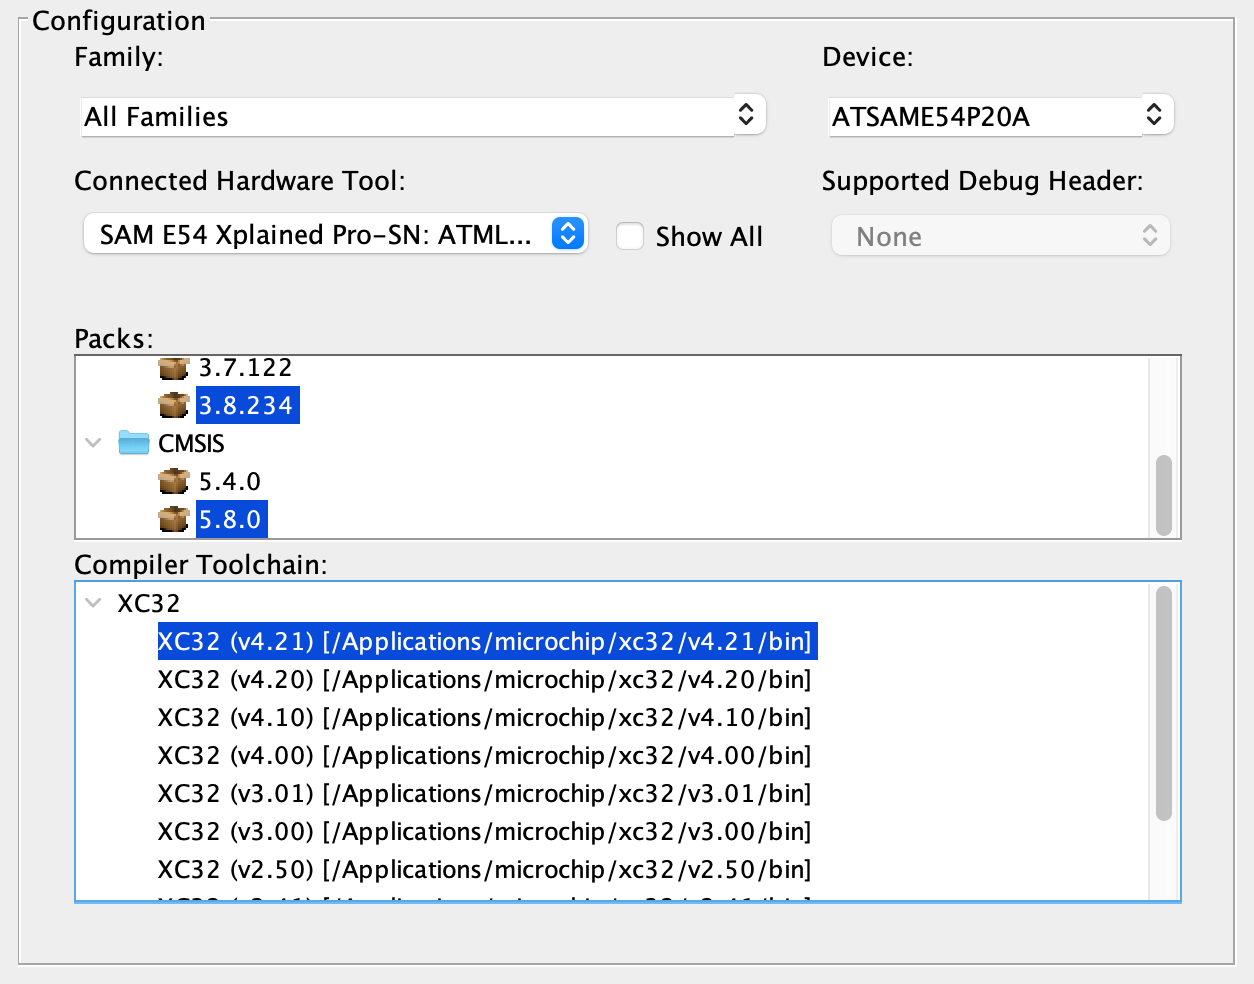 Configuration
Family:
Device:
All Families
ATSAME54P20A
Connected Hardware Tool:
Supported Debug Header:
SAM E54 Xplained Pro-SN: ATML...
Show All
None
Packs:
3.7.122
3.8.234
CMSIS
5.4.0
5.8.0
Compiler Toolchain:
XC32
XC32 (v4.21) [/Applications/microchip/xc32/v4.21/bin]
XC32 (v4.20) [/Applications/microchip/xc32/v4.20/bin]
XC32 (v4.10) [/Applications/microchip/xc32/v4.10/bin]
XC32 (v4.00) [/Applications/microchip/xc32/v4.00/bin]
XC32 (v3.01) [/Applications/microchip/xc32/v3.01/bin]
XC32 (v3.00) [/Applications/microchip/xc32/v3.00/bin]
XC32 (v2.50) [/Applications/microchip/xc32/v2.50/bin]